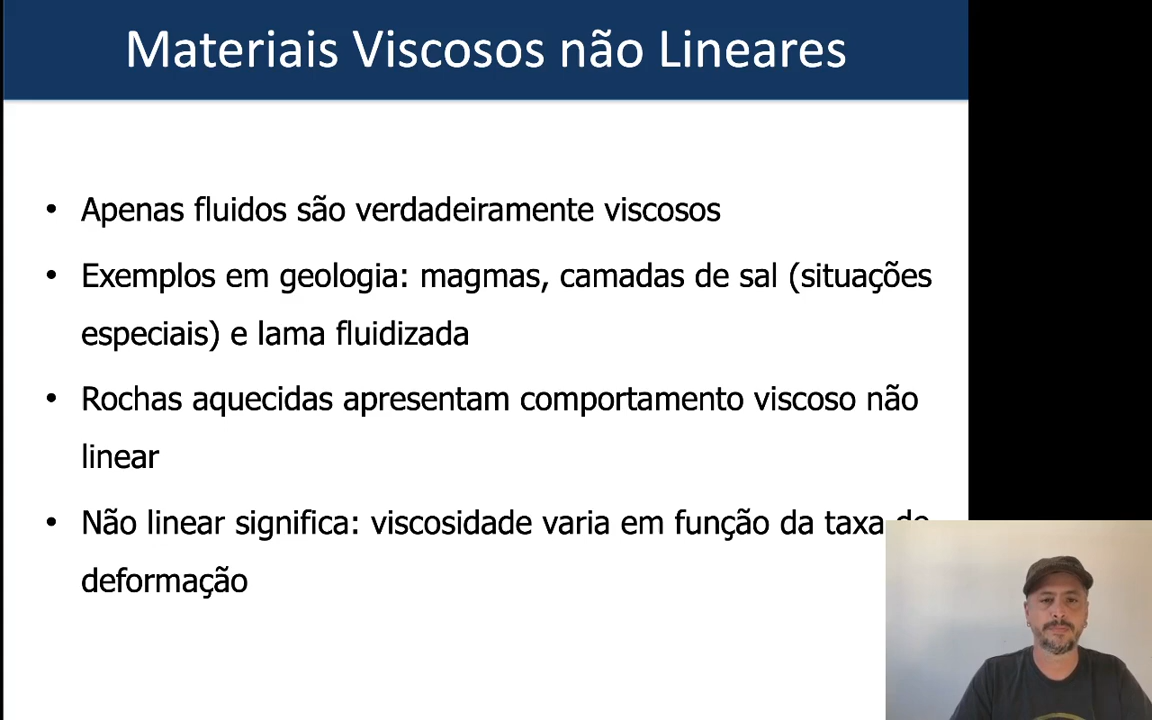 Materiais Viscosos não Lineares
• Apenas fluidos são verdadeiramente viscosos
• Exemplos em geologia: magmas, camadas de sal (situações
especiais) e lama fluidizada
• Rochas aquecidas apresentam comportamento viscoso não
linear
• Não linear significa: viscosidade varia em função da taxa de
deformação